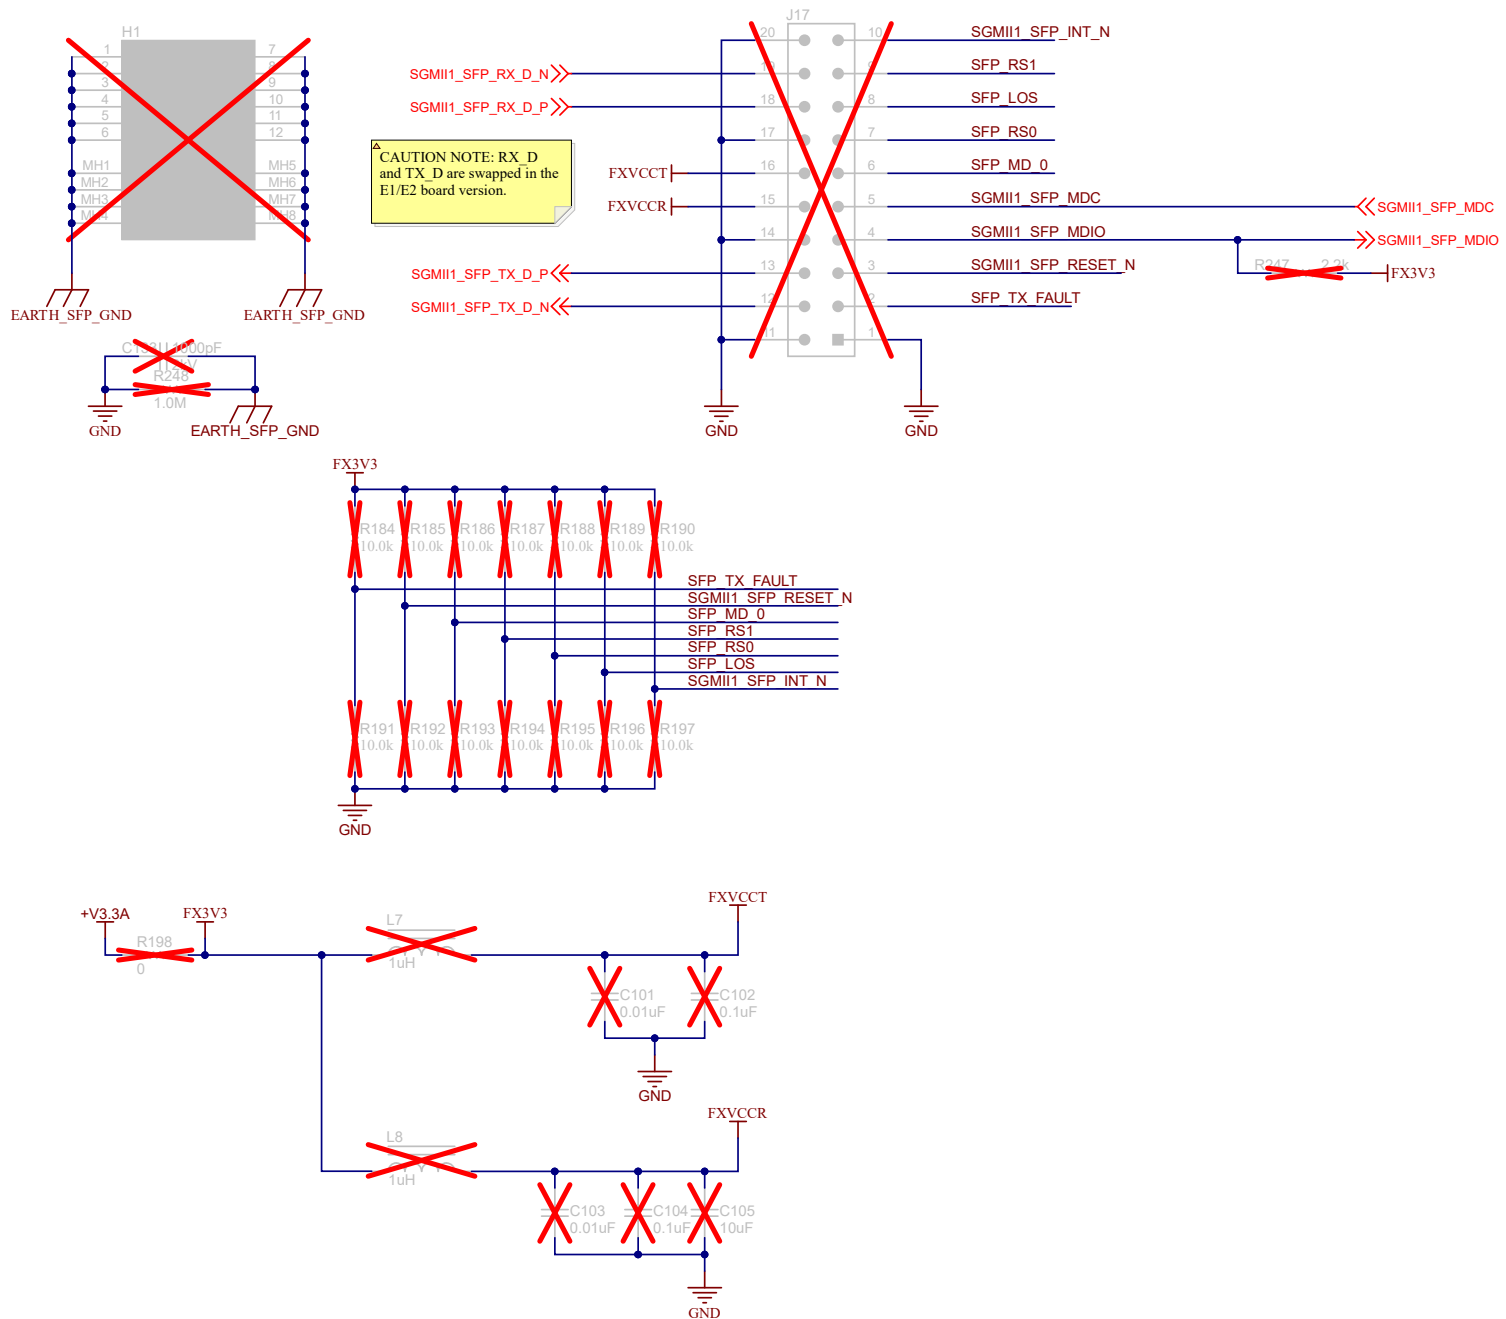 H1
1
7
2
8
3
9
4
10
5
11
6
12
MH1
MH5
MH2
MH6
MH3
MH7
MH4
MH8
EARTH_SFP_GND
EARTH_SFP_GND
1000pF
R248
1.0M
GND
EARTH_SFP_GND
CAUTION NOTE: RX_D
and TX_D are swapped in the
E1/E2 board version.
J17
20
10
SGMII1_SFP_INT_N
SGMII1_SFP_RX_D_N
SFP_RS1
SGMII1_SFP_RX_D_P
18
8
SFP_LOS
17
7
SFP_RS0
FXVCCT
16
6
SFP_MD_0
FXVCCR
15
5
SGMII1_SFP_MDC
SGMII1_SFP_MDC
14
4
SGMII1_SFP_MDIO
SGMII1_SFP_MDIO
SGMII1_SFP_TX_D_P
13
3
SGMII1_SFP_RESET_N
R247
2.2k
FX3V3
SGMII1_SFP_TX_D_N
12
2
SFP_TX_FAULT
11
1
GND
GND
FX3V3
R184
R185
R186
R187
R188
R189
R190
10.0k
10.0k
10.0k
10.0k
10.0k
10.0k
10.0k
SFP_TX_FAULT
SGMII1_SFP_RESET_N
SFP_MD_0
SFP_RS1
SFP_RS0
SFP_LOS
SGMII1_SFP_INT_N
R191
R192
R193
R194
R195
R196
R197
10.0k
10.0k
10.0k
10.0k
10.0k
10.0k
10.0k
GND
+V3.3A
FX3V3
R198
0
L7
1uH
FXVCCT
C101
0.01uF
C102
0.1uF
GND
L8
1uH
FXVCCR
C103
0.01uF
C104
0.1uF
C105
10uF
GND